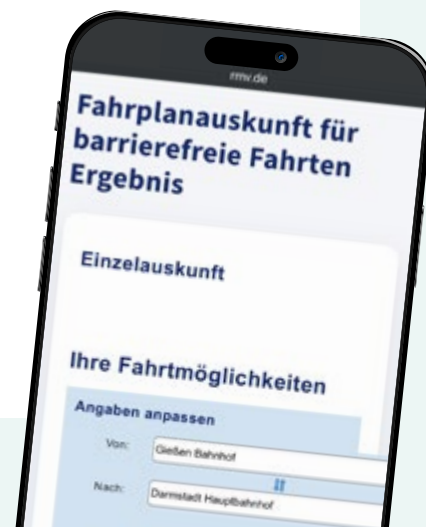 rmv.de
Fahrplanauskunft für
barrierefreie Fahrten
Ergebnis
Einzelauskunft
Ihre Fahrtmöglichkeiten
Angaben anpassen
Von:
Gießen Bahnhof
Nach:
Darmstadt Hauptbahnhof